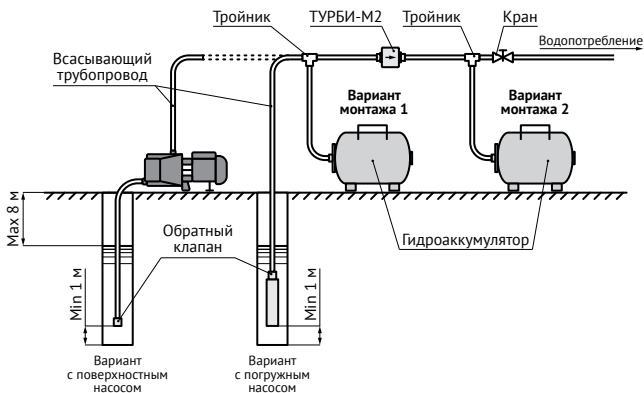 Тройник
ТУРБИ-М2
Тройник
Кран
Водопотребление
Всасывающий
трубопровод
Вариант
монтажа 1
Вариант
монтажа 2
Max 8 м
Обратный
клапан
Гидроаккумулятор
Min 1 м
Min 1 м
Вариант
с поверхностным
насосом
Вариант
с погружным
насосом